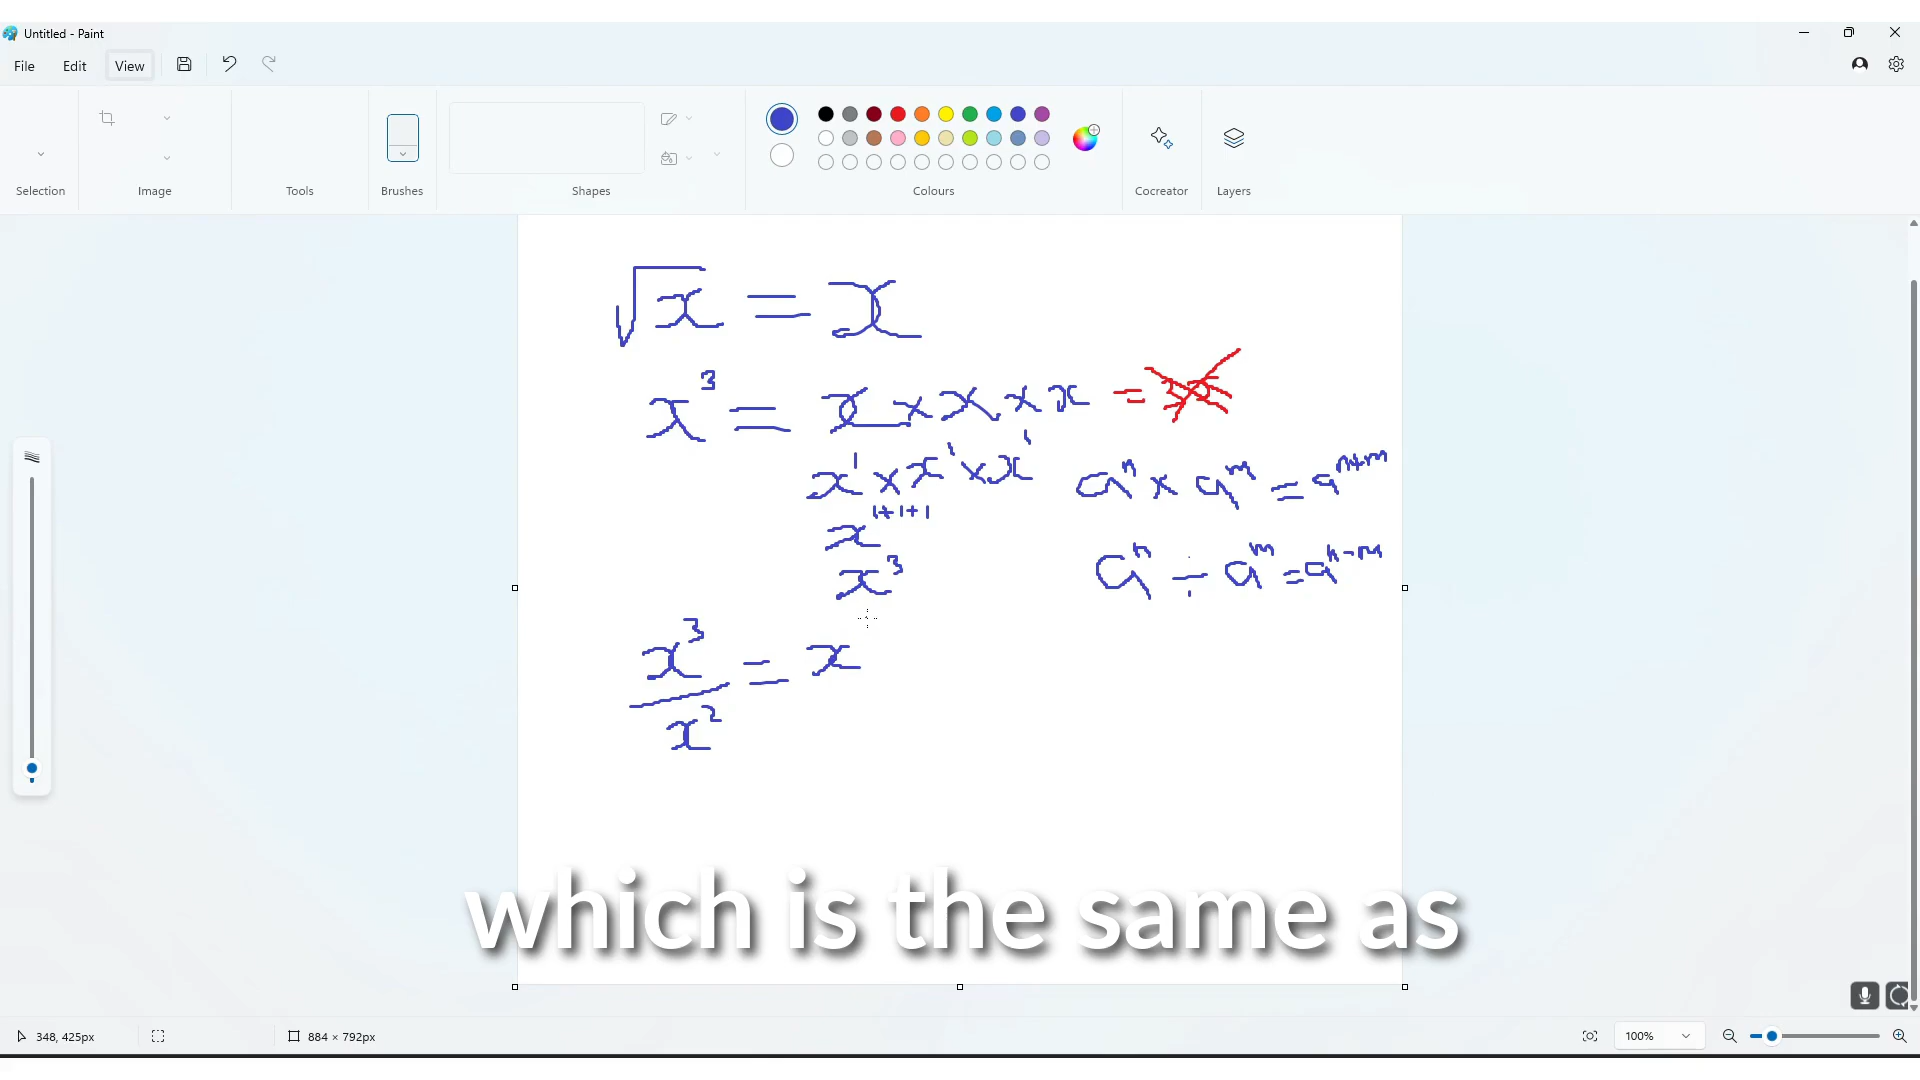 Untitled - Paint
File Edit View
Selection Image Tools Brushes Shapes Colours Cocreator Layers
√x = x
x³ = x × x × x =
x¹ × x¹ × x¹
aⁿ × aᵐ = aⁿ⁺ᵐ
x¹⁺¹⁺¹
x³
aⁿ ÷ aᵐ = aⁿ⁻ᵐ
x³/x² = x
which is the same as
348, 425px 884 × 792px 100%